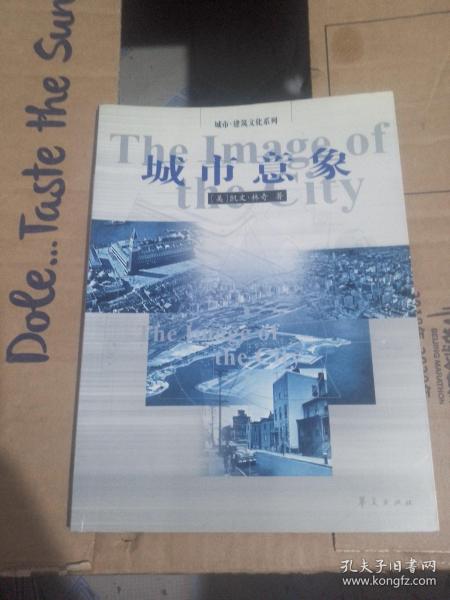 Dole...Taste the Sun
城市·建筑文化系列
The Image of
the City
城市意象
[美]凯文·林奇 著
The Image of
the City
华夏出版社
BEIJING MARATHON
孔夫子旧书网
www.kongfz.com